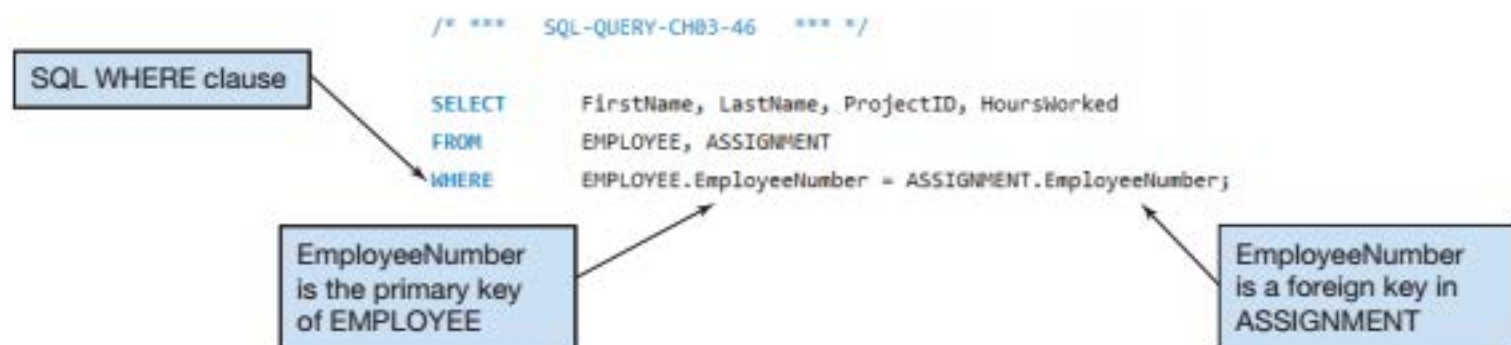 /* *** SQL-QUERY-CH03-46 *** */
SQL WHERE clause
SELECT FirstName, LastName, ProjectID, HoursWorked
FROM EMPLOYEE, ASSIGNMENT
WHERE EMPLOYEE.EmployeeNumber = ASSIGNMENT.EmployeeNumber;
EmployeeNumber
is the primary key
of EMPLOYEE
EmployeeNumber
is a foreign key in
ASSIGNMENT